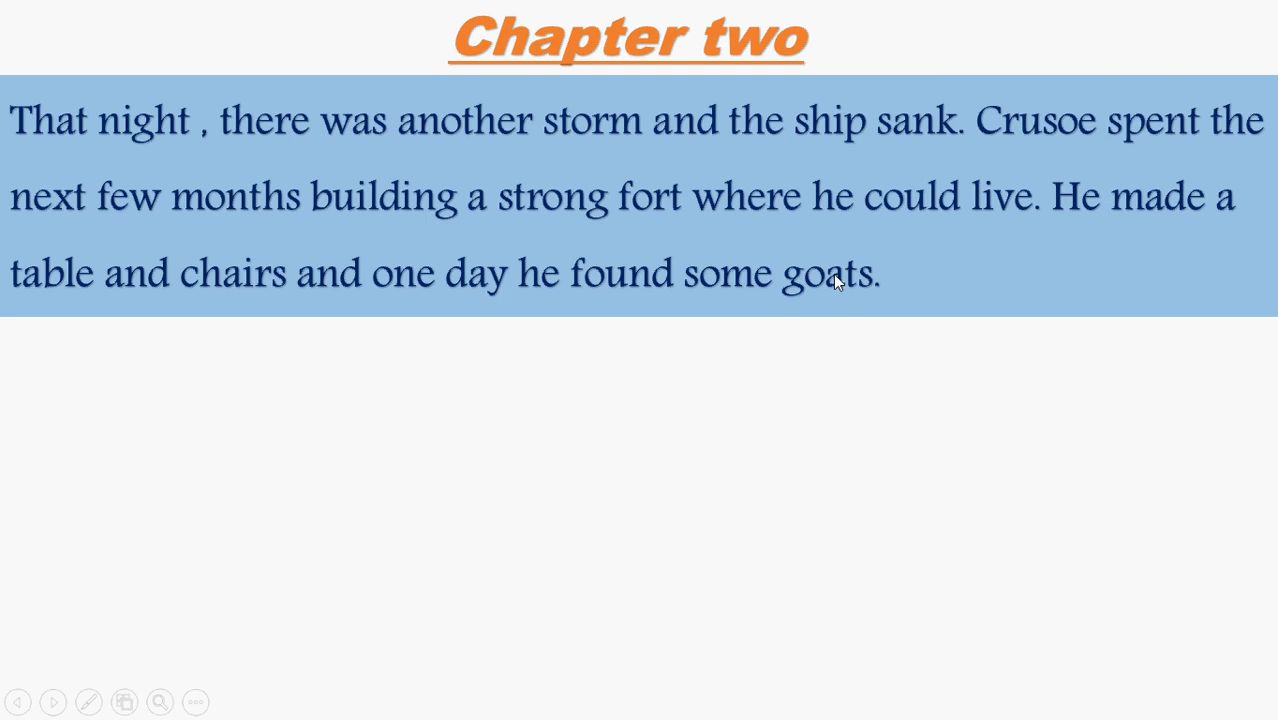 Chapter two
That night , there was another storm and the ship sank. Crusoe spent the
next few months building a strong fort where he could live. He made a
table and chairs and one day he found some goats.